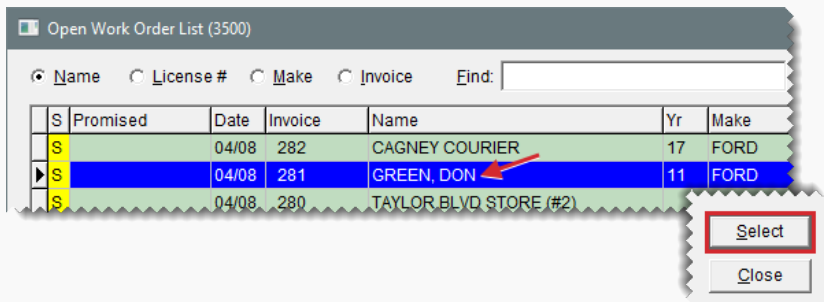 Open Work Order List (3500)
Name License # Make Invoice Find:
S Promised Date Invoice Name Yr Make
S 04/08 282 CAGNEY COURIER 17 FORD
S 04/08 281 GREEN, DON 11 FORD
S 04/08 280 TAYLOR BLVD STORE (#2)
Select
Close